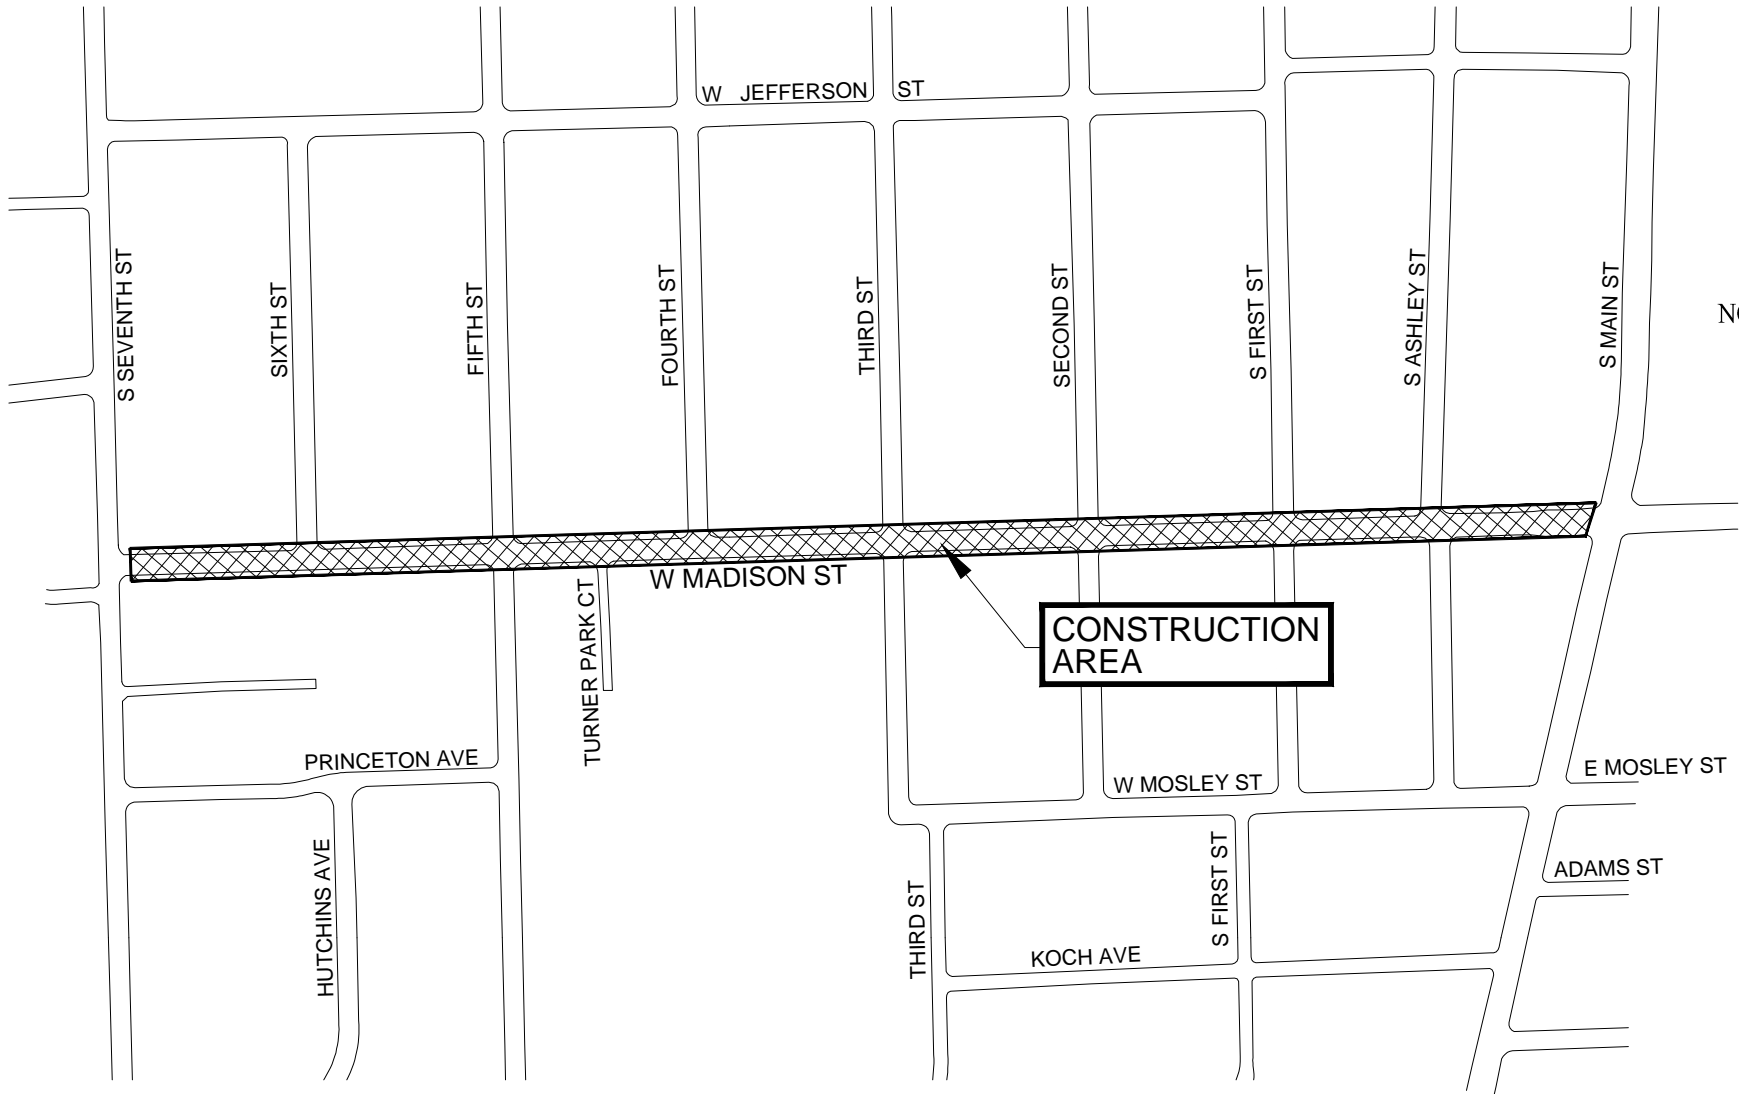 W JEFFERSON ST
S SEVENTH ST
SIXTH ST
FIFTH ST
FOURTH ST
THIRD ST
SECOND ST
S FIRST ST
S ASHLEY ST
S MAIN ST
W MADISON ST
TURNER PARK CT
CONSTRUCTION
AREA
PRINCETON AVE
W MOSLEY ST
E MOSLEY ST
HUTCHINS AVE
THIRD ST
S FIRST ST
ADAMS ST
KOCH AVE